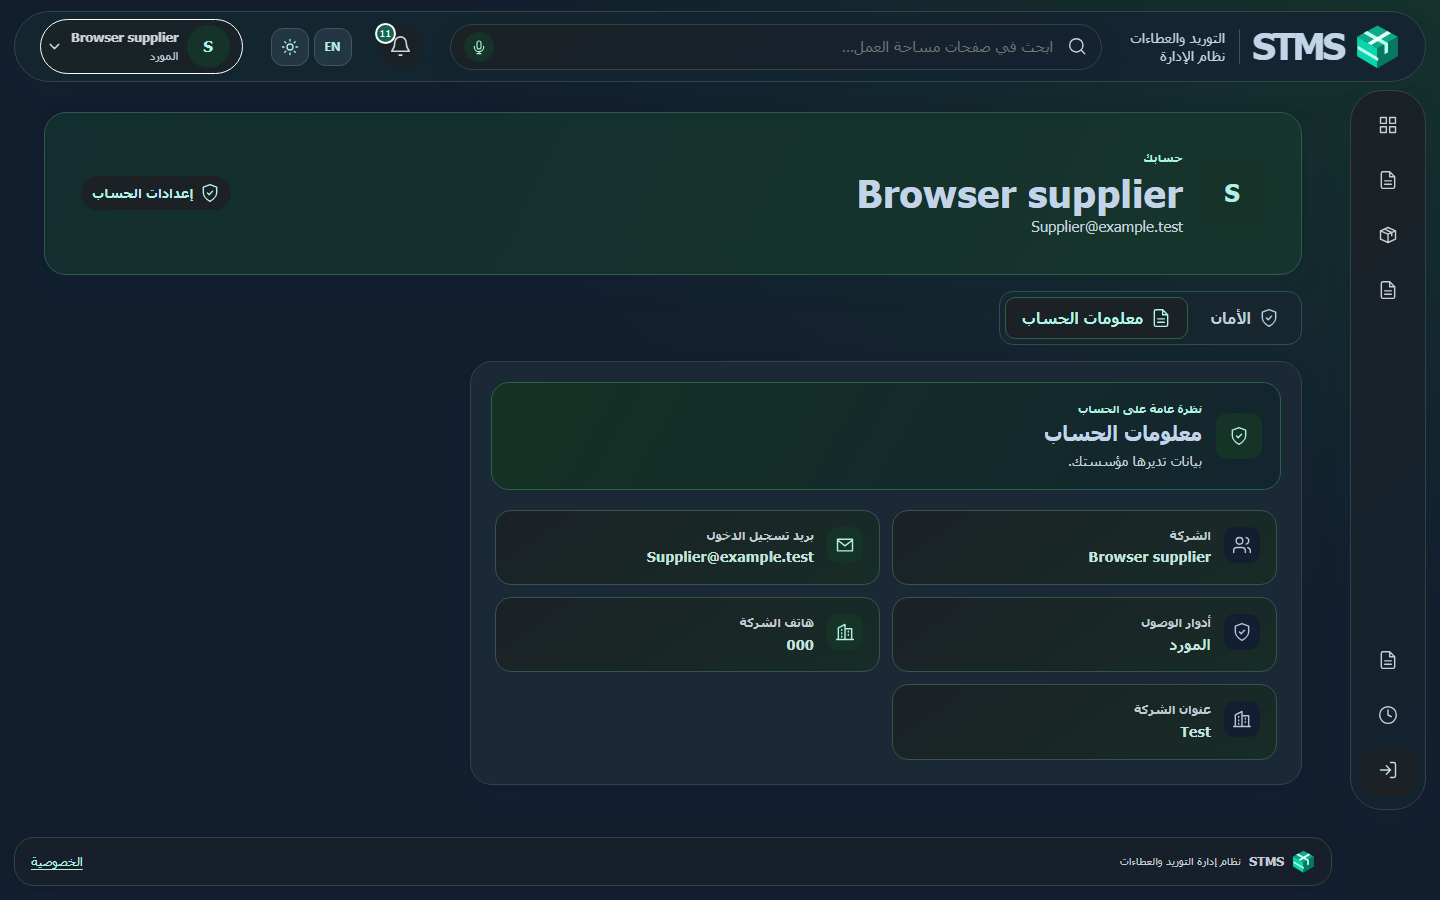 STMS
التوريد والعطاءات
نظام الإدارة
ابحث في صفحات مساحة العمل...
11
EN
S
Browser supplier
المورد
حسابك
S
Browser supplier
Supplier@example.test
إعدادات الحساب
الأمان
معلومات الحساب
نظرة عامة على الحساب
معلومات الحساب
بيانات تديرها مؤسستك.
الشركة
Browser supplier
بريد تسجيل الدخول
Supplier@example.test
أدوار الوصول
المورد
هاتف الشركة
000
عنوان الشركة
Test
STMS نظام إدارة التوريد والعطاءات
الخصوصية